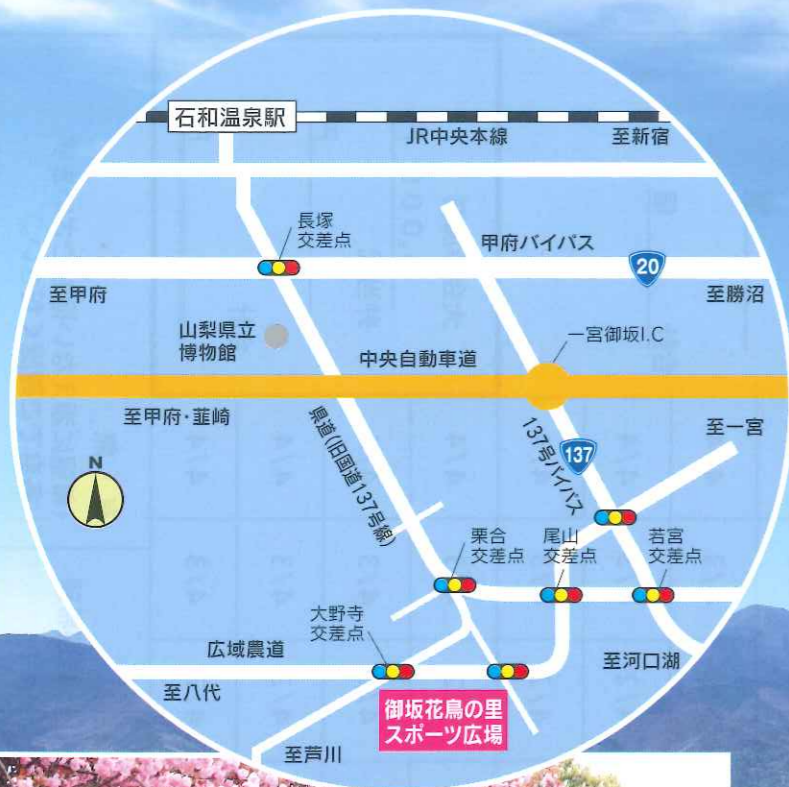 石和温泉駅
JR中央本線
至新宿
長塚
交差点
甲府バイパス
20
至甲府
至勝沼
山梨県立
博物館
一宮御坂I.C
中央自動車道
至甲府・韮崎
県道(旧国道137号線)
137号バイパス
137
至一宮
N
栗合
交差点
尾山
交差点
若宮
交差点
大野寺
交差点
広域農道
至河口湖
至八代
御坂花鳥の里
スポーツ広場
至芦川